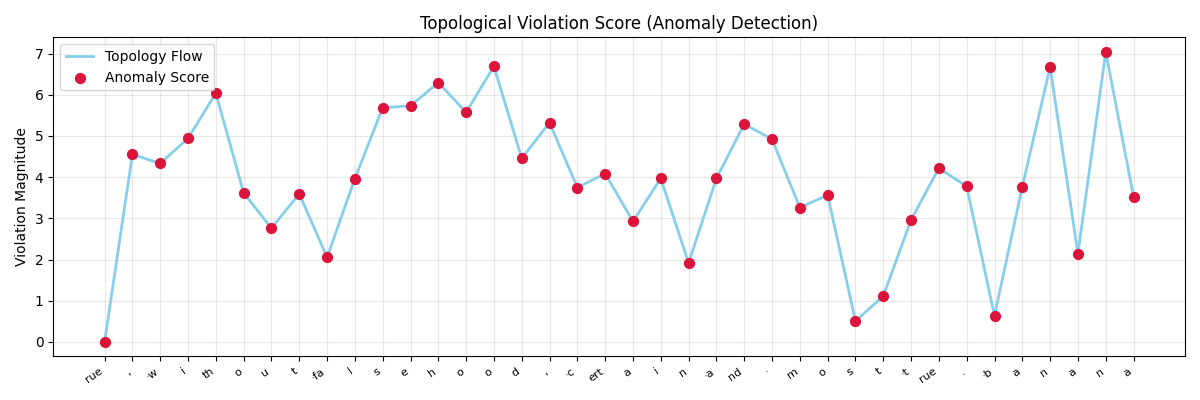 Topological Violation Score (Anomaly Detection)
Topology Flow
Anomaly Score
Violation Magnitude
7
6
5
4
3
2
1
0
rue , ·w i th o u t ·fa l s e h o o d , ·c ert a i n ·a nd · m o s t ·t rue . ·b a n a n a